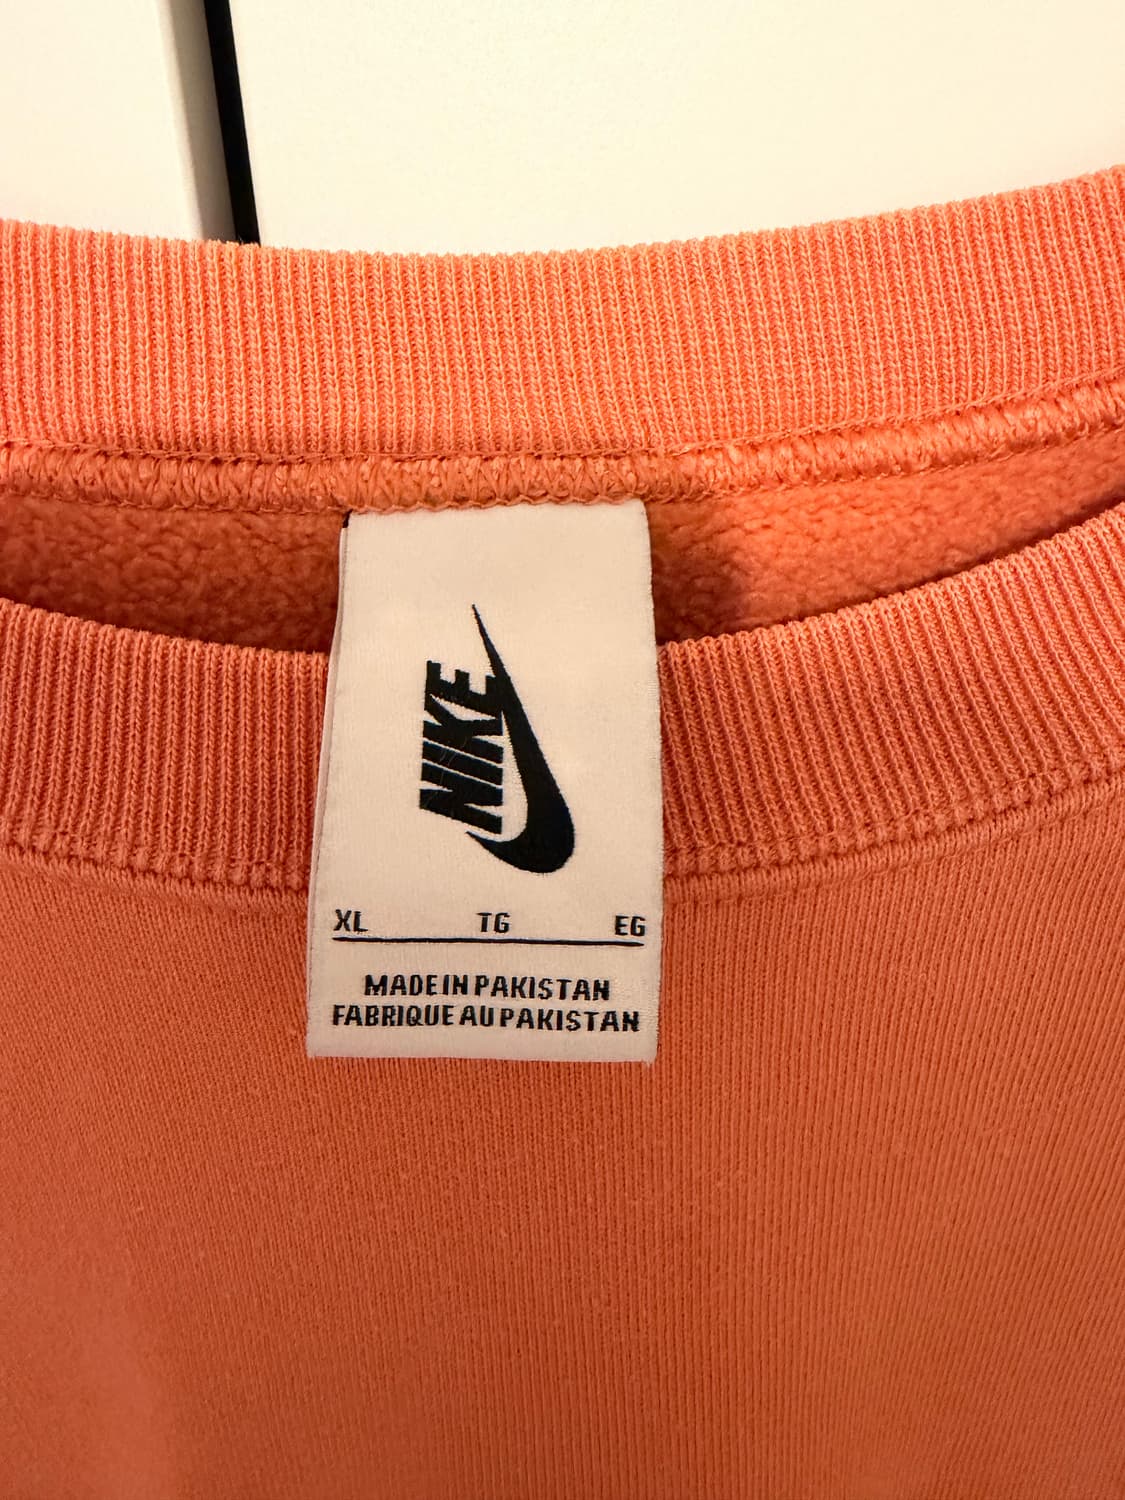 NIKE
XL TG EG
MADE IN PAKISTAN
FABRIQUE AU PAKISTAN